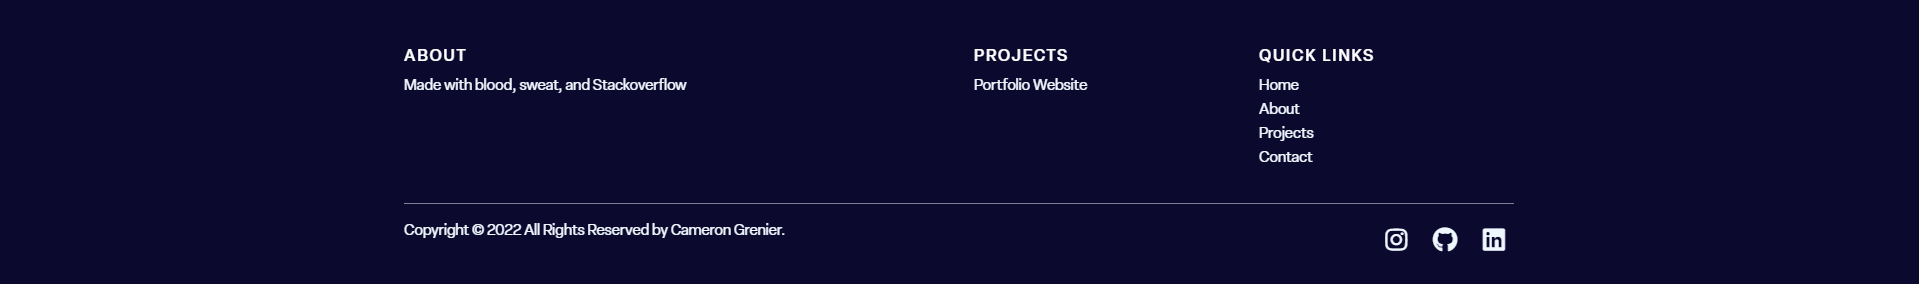 ABOUT
Made with blood, sweat, and Stackoverflow
PROJECTS
Portfolio Website
QUICK LINKS
Home
About
Projects
Contact
Copyright © 2022 All Rights Reserved by Cameron Grenier.
in